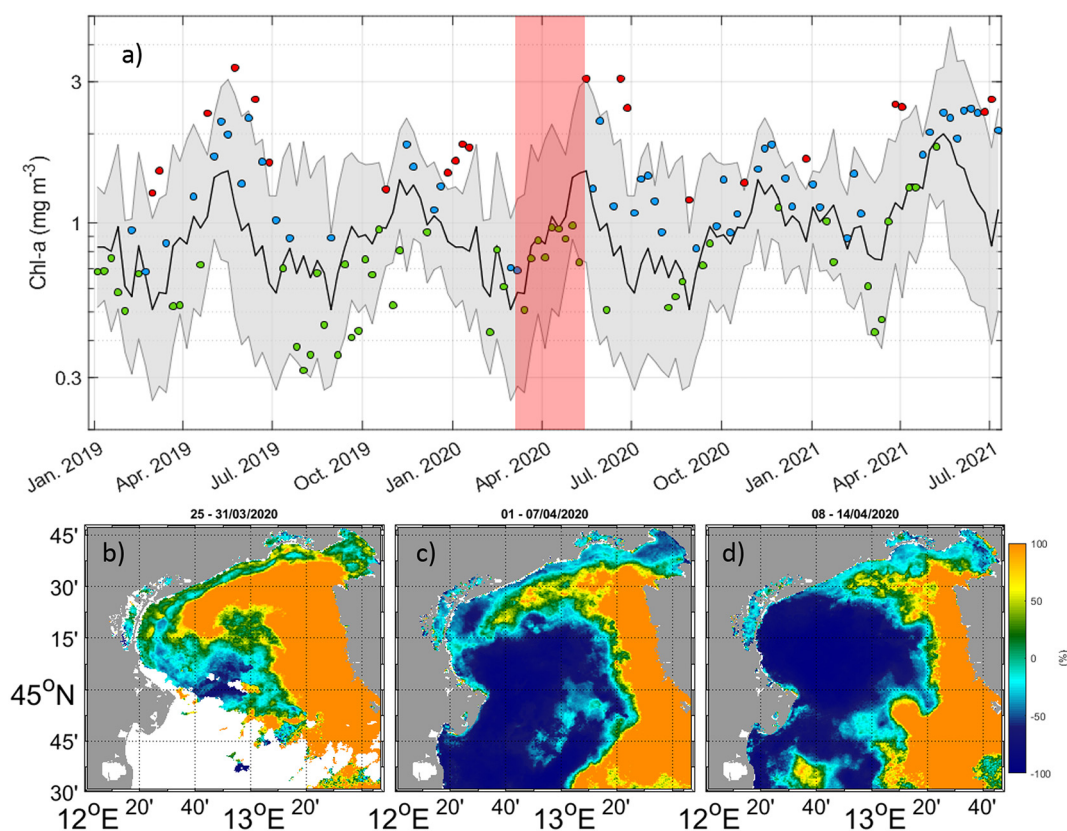 a)
Chl-a (mg m⁻³)
3
1
0.3
Jan. 2019
Apr. 2019
Jul. 2019
Oct. 2019
Jan. 2020
Apr. 2020
Jul. 2020
Oct. 2020
Jan. 2021
Apr. 2021
Jul. 2021
25 - 31/03/2020
01 - 07/04/2020
08 - 14/04/2020
b)
c)
d)
45'
30'
15'
45°N
45'
30'
12°E 20' 40' 13°E 20'
12°E 20' 40' 13°E 20'
12°E 20' 40' 13°E 20' 40'
100
50
0
-50
-100
(%)